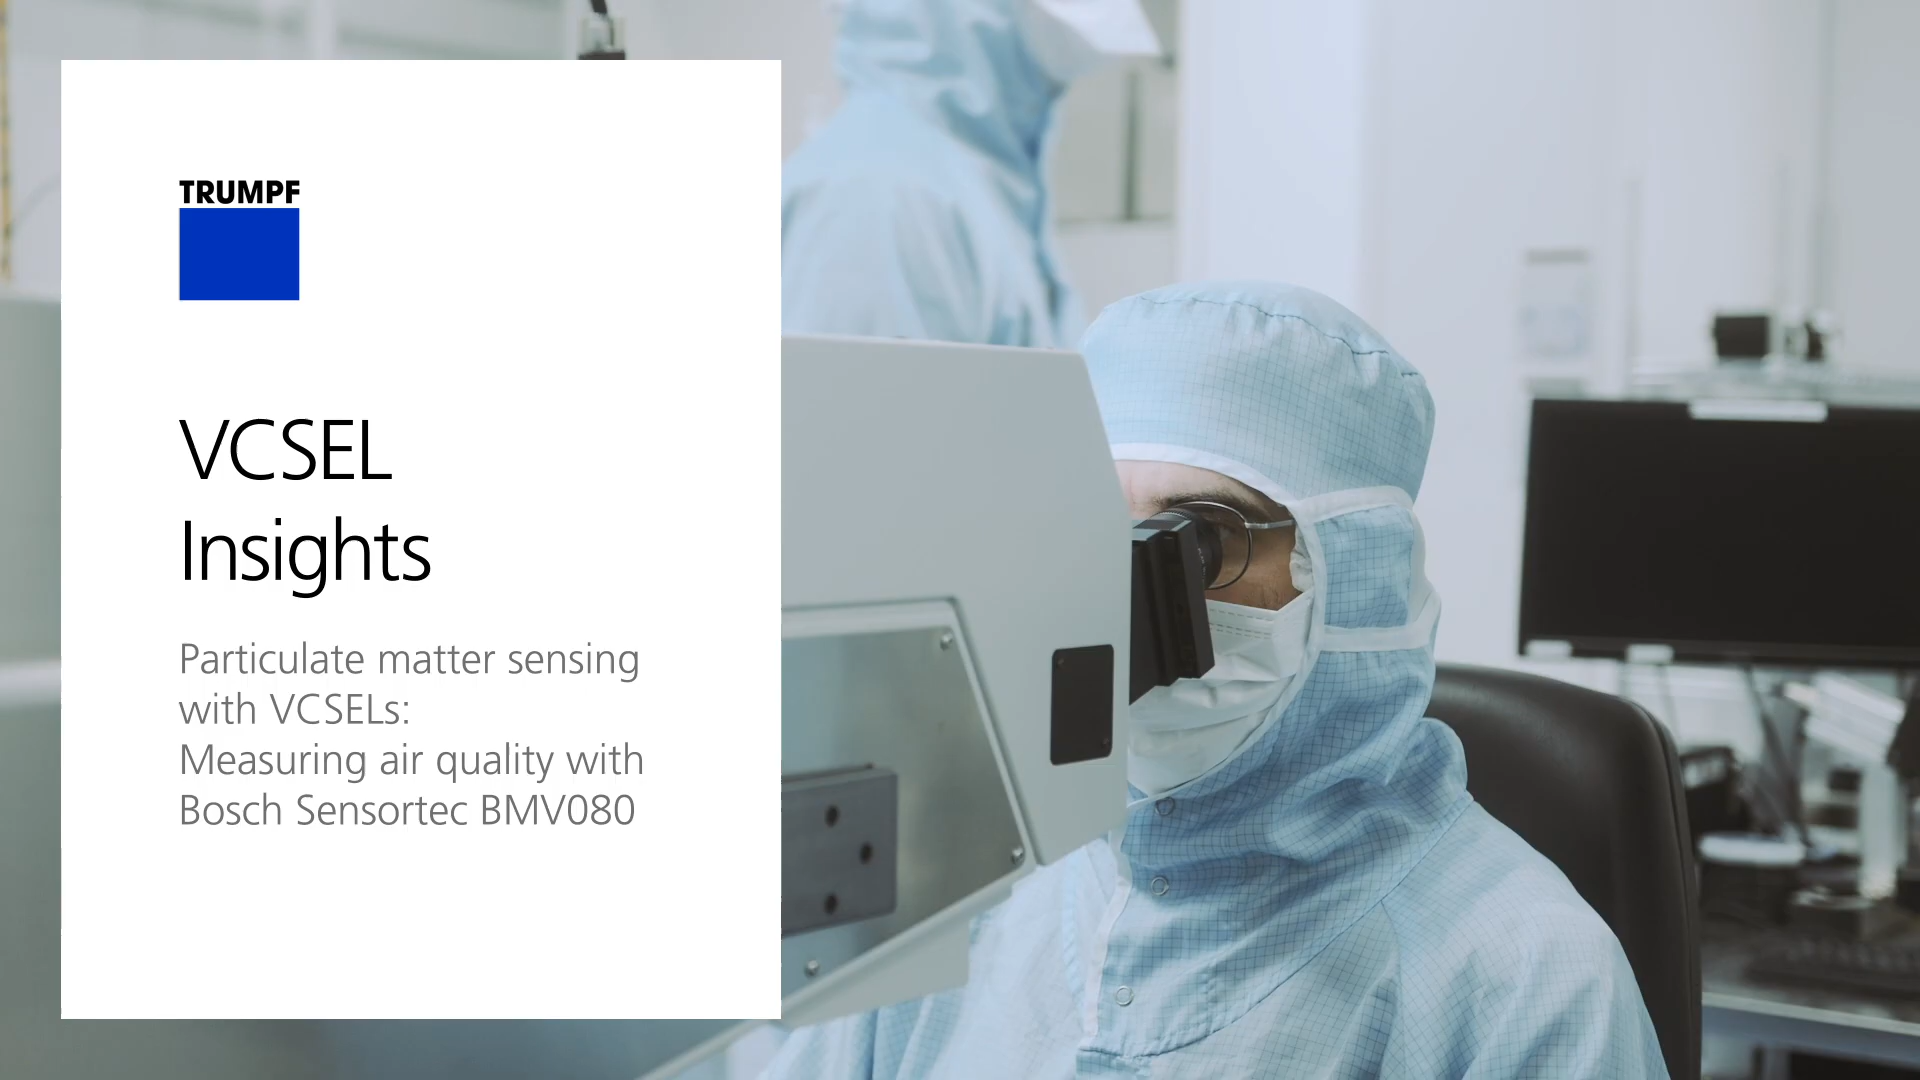 TRUMPF
VCSEL
Insights
Particulate matter sensing
with VCSELs:
Measuring air quality with
Bosch Sensortec BMV080